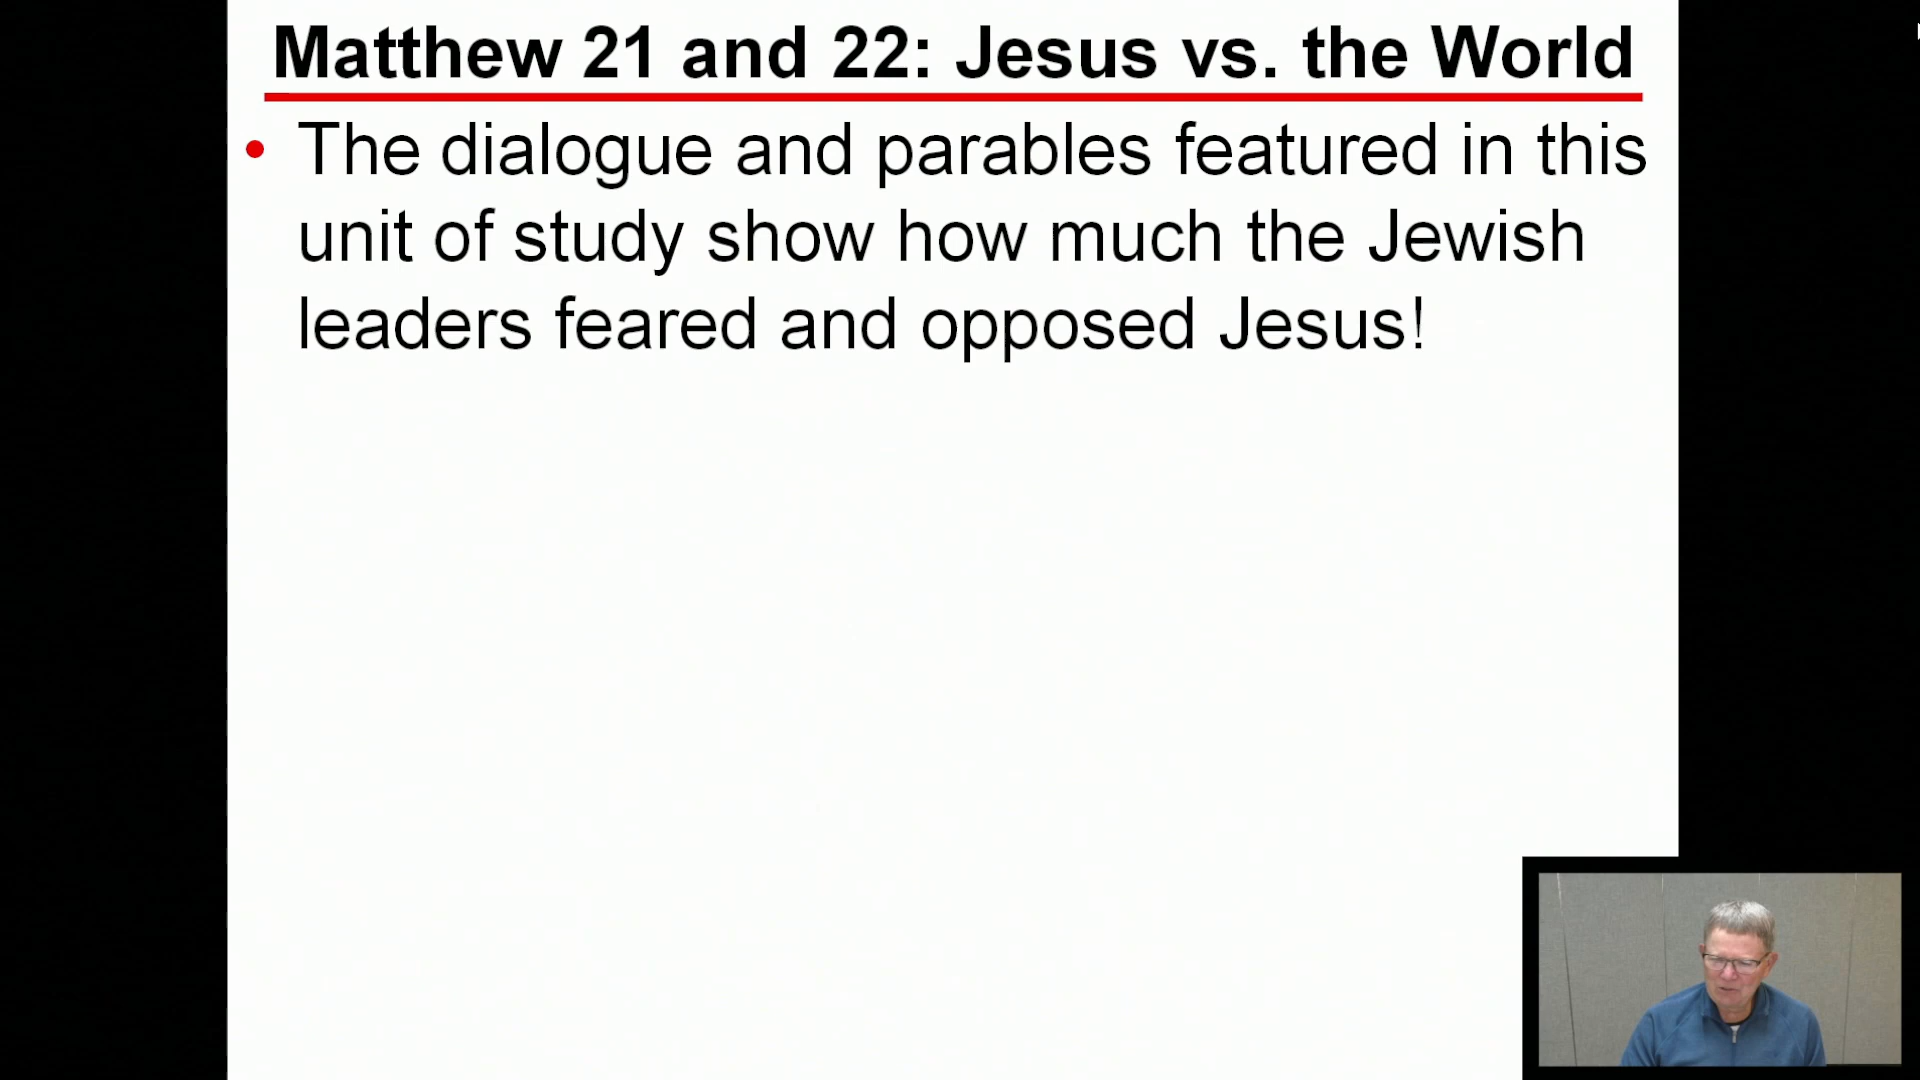 Matthew 21 and 22: Jesus vs. the World
• The dialogue and parables featured in this
unit of study show how much the Jewish
leaders feared and opposed Jesus!